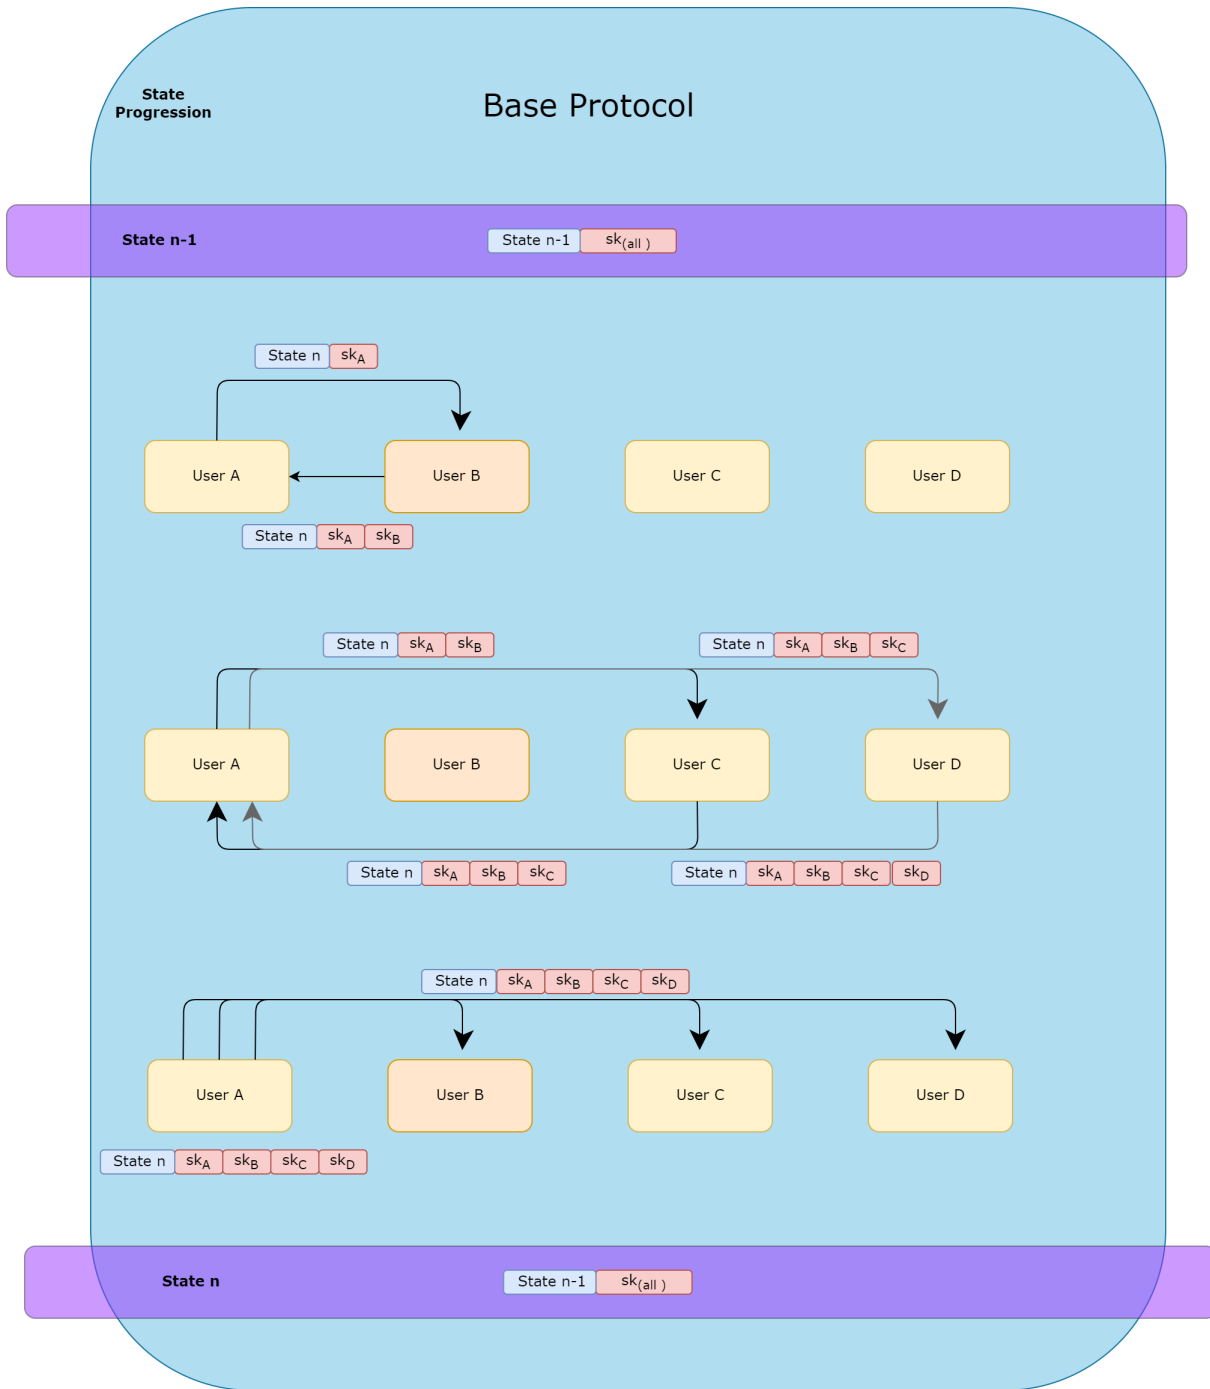 State
Progression
Base Protocol
State n-1
State n-1 sk(all )
State n skA
User A User B User C User D
State n skA skB
State n skA skB
State n skA skB skC
User A User B User C User D
State n skA skB skC
State n skA skB skC skD
State n skA skB skC skD
User A User B User C User D
State n skA skB skC skD
State n
State n-1 sk(all )